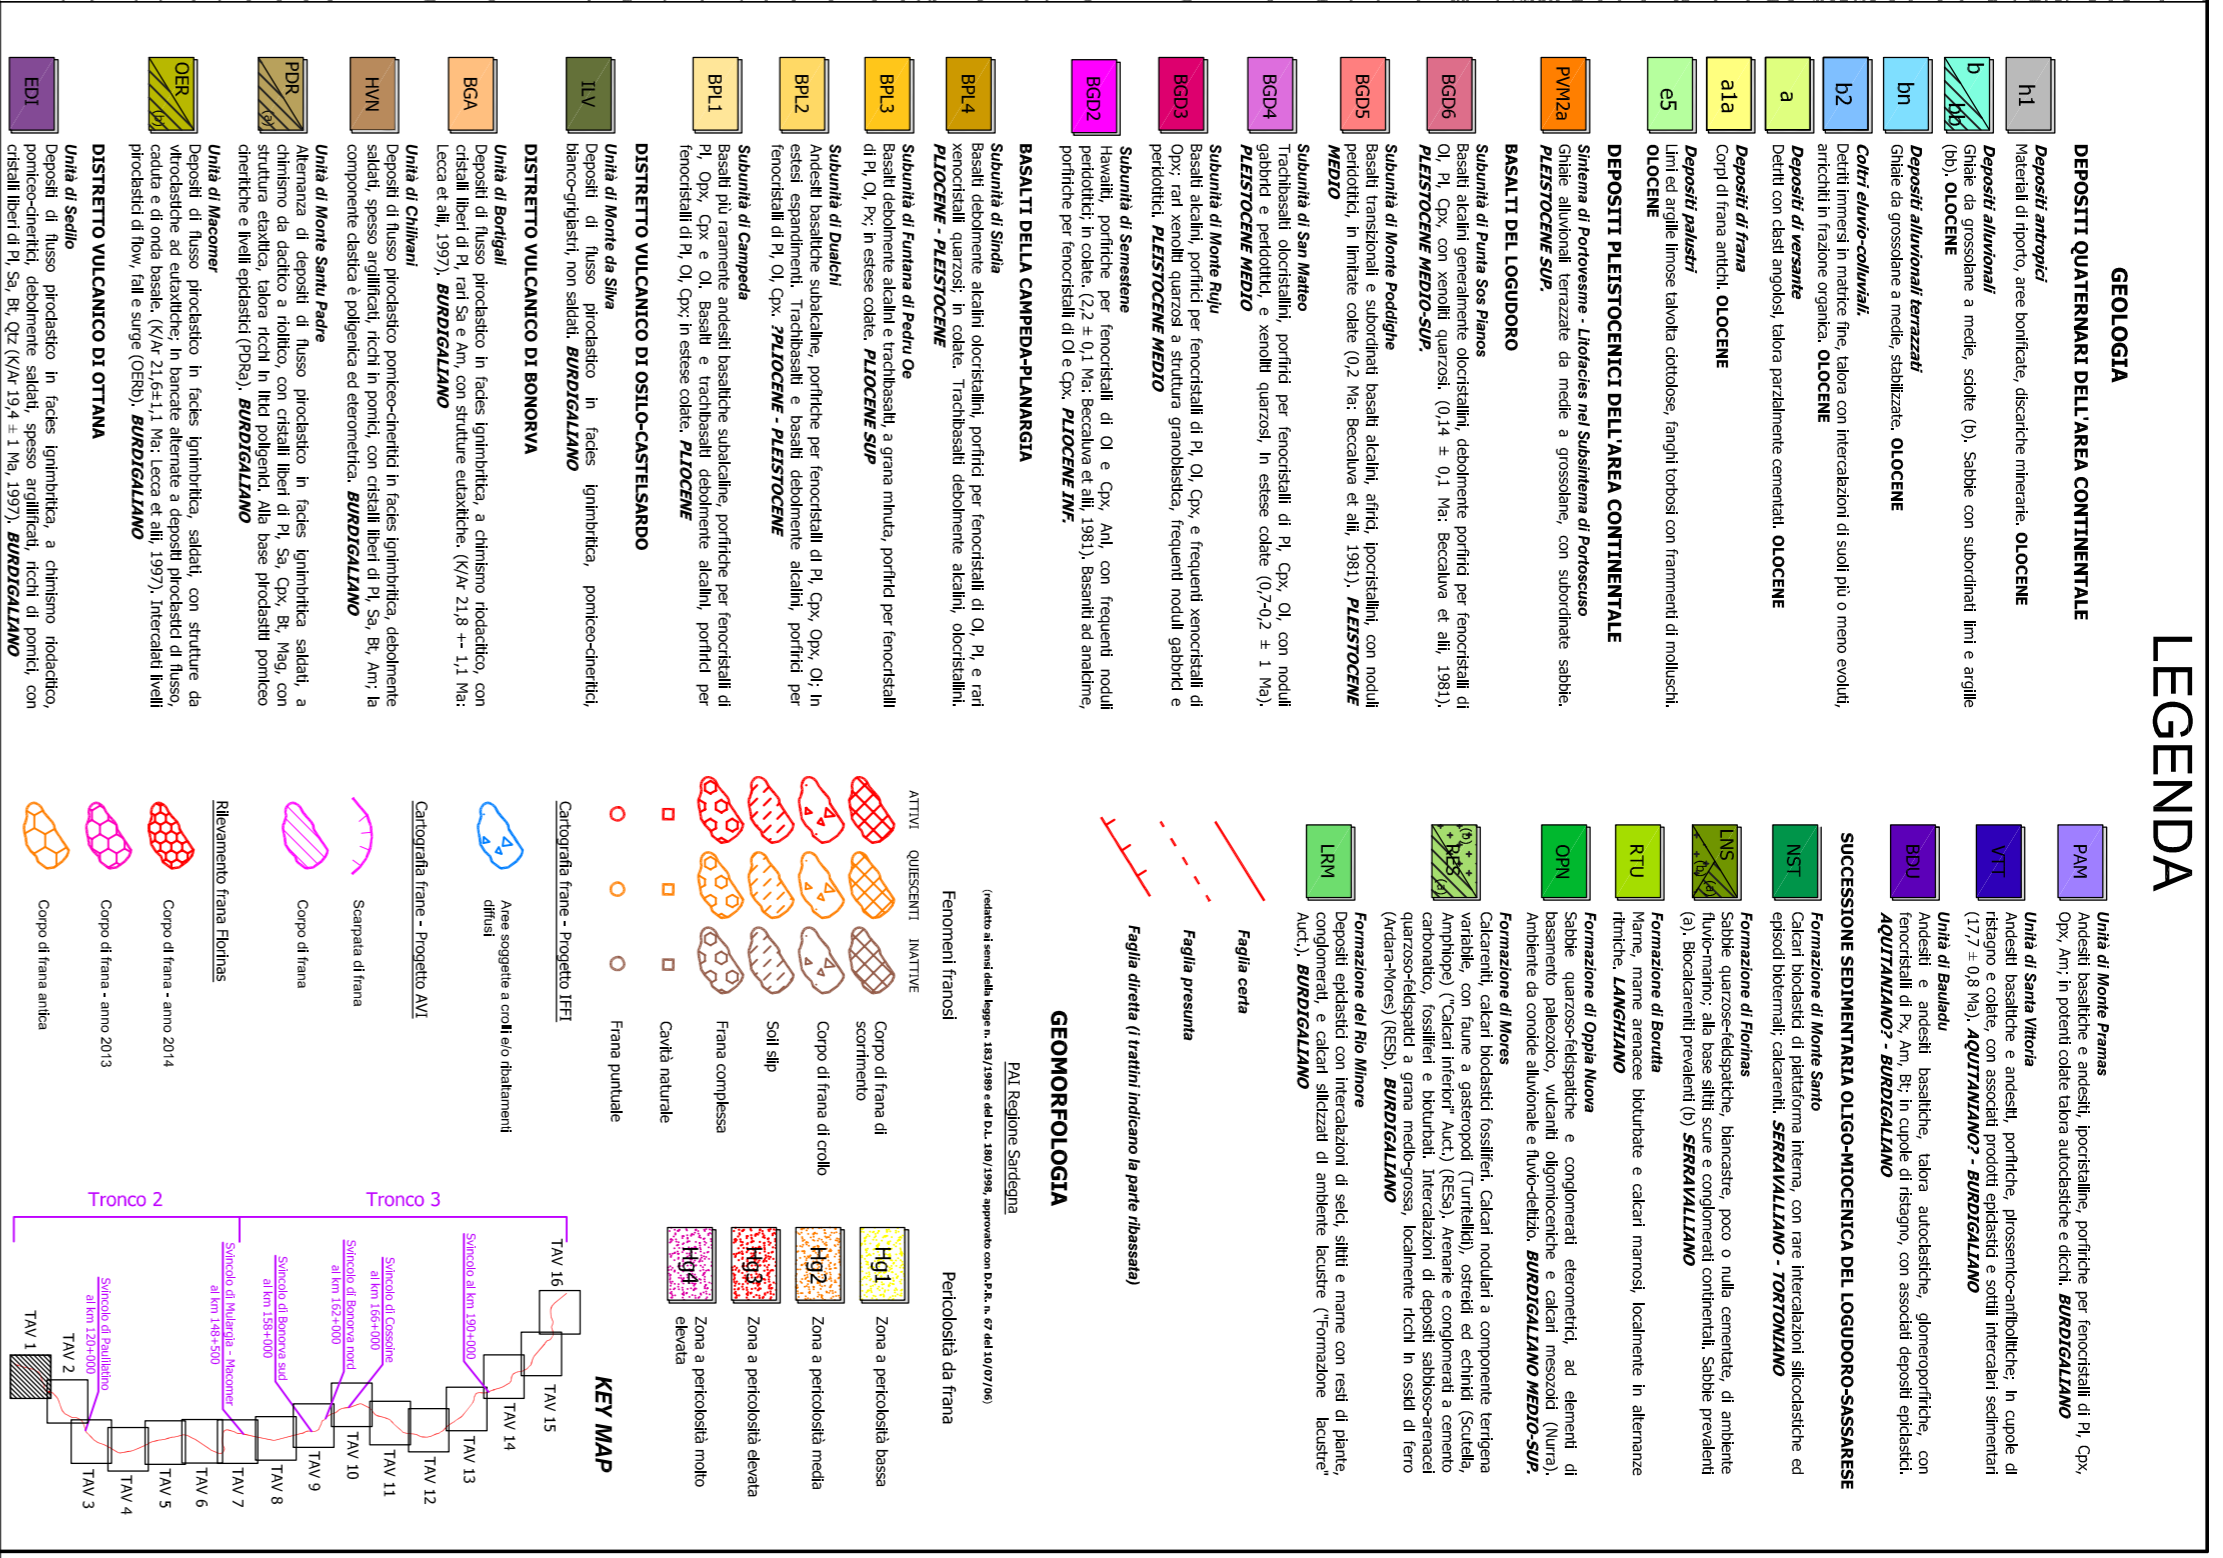 LEGENDA
GEOLOGIA
DEPOSITI QUATERNARI DELL'AREA CONTINENTALE
h1
Depositi antropici
Materiali di riporto, aree bonificate, discariche minerarie. OLOCENE
b
bb
Depositi alluvionali
Ghiaie da grossolane a medie, sciolte (b). Sabbie con subordinati limi e argille
(bb). OLOCENE
bn
Depositi alluvionali terrazzati
Ghiaie da grossolane a medie, stabilizzate. OLOCENE
b2
Coltri eluvio-colluviali.
Detriti immersi in matrice fine, talora con intercalazioni di suoli più o meno evoluti,
arricchiti in frazione organica. OLOCENE
a
Depositi di versante
Detriti con clasti angolosi, talora parzialmente cementati. OLOCENE
a1a
Depositi di frana
Corpi di frana antichi. OLOCENE
e5
Depositi palustri
Limi ed argille limose talvolta ciottolose, fanghi torbosi con frammenti di molluschi.
OLOCENE
DEPOSITI PLEISTOCENICI DELL'AREA CONTINENTALE
PVM2a
Sintema di Portovesme - Litofacies nel Subsintema di Portoscuso
Ghiaie alluvionali terrazzate da medie a grossolane, con subordinate sabbie.
PLEISTOCENE SUP.
BASALTI DEL LOGUDORO
BGD6
Subunità di Punta Sos Pianos
Basalti alcalini generalmente olocristallini, debolmente porfirici per fenocristalli di
Ol, Pl, Cpx, con xenoliti quarzosi. (0,14 ± 0,1 Ma: Beccaluva et alii, 1981).
PLEISTOCENE MEDIO-SUP.
BGD5
Subunità di Monte Poddighe
Basalti transizionali e subordinati basalti alcalini, afirici, ipocristallini, con noduli
peridotitici, in limitate colate (0,2 Ma: Beccaluva et alii, 1981). PLEISTOCENE
MEDIO
BGD4
Subunità di San Matteo
Trachibasalti olocristallini, porfirici per fenocristalli di Pl, Cpx, Ol, con noduli
gabbrici e peridotitici, e xenoliti quarzosi, in estese colate (0,7-0,2 ± 1 Ma).
PLEISTOCENE MEDIO
BGD3
Subunità di Monte Ruju
Basalti alcalini, porfirici per fenocristalli di Pl, Ol, Cpx, e frequenti xenocristalli di
Opx; rari xenoliti quarzosi a struttura granoblastica, frequenti noduli gabbrici e
peridotitici. PLEISTOCENE MEDIO
BGD2
Subunità di Semestene
Hawaiiti, porfiriche per fenocristalli di Ol e Cpx, Anl, con frequenti noduli
peridotitici; in colate. (2,2 ± 0,1 Ma: Beccaluva et alii, 1981). Basaniti ad analcime,
porfiriche per fenocristalli di Ol e Cpx. PLIOCENE INF.
BASALTI DELLA CAMPEDA-PLANARGIA
BPL4
Subunità di Sindia
Basalti debolmente alcalini olocristallini, porfirici per fenocristalli di Ol, Pl, e rari
xenocristalli quarzosi; in colate. Trachibasalti debolmente alcalini, olocristallini.
PLIOCENE - PLEISTOCENE
BPL3
Subunità di Funtana di Pedru Oe
Basalti debolmente alcalini e trachibasalti, a grana minuta, porfirici per fenocristalli
di Pl, Ol, Px; in estese colate. PLIOCENE SUP
BPL2
Subunità di Dualchi
Andesiti basaltiche subalcaline, porfiriche per fenocristalli di Pl, Cpx, Opx, Ol; in
estesi espandimenti. Trachibasalti e basalti debolmente alcalini, porfirici per
fenocristalli di Pl, Ol, Cpx. ?PLIOCENE - PLEISTOCENE
BPL1
Subunità di Campeda
Basalti più raramente andesiti basaltiche subalcaline, porfiriche per fenocristalli di
Pl, Opx, Cpx e Ol, Basalti e trachibasalti debolmente alcalini, porfirici per
fenocristalli di Pl, Ol, Cpx; in estese colate. PLIOCENE
DISTRETTO VULCANICO DI OSILO-CASTELSARDO
ILV
Unità di Monte da Silva
Depositi di flusso piroclastico in facies ignimbritica, pomiceo-cineritici,
bianco-grigiastri, non saldati. BURDIGALIANO
DISTRETTO VULCANICO DI BONORVA
BGA
Unità di Bortigali
Depositi di flusso piroclastico in facies ignimbritica, a chimismo riodacitico, con
cristalli liberi di Pl, rari Sa e Am, con strutture eutaxitiche. (K/Ar 21,8 +- 1,1 Ma:
Lecca et alii, 1997). BURDIGALIANO
HVN
Unità di Chilivani
Depositi di flusso piroclastico pomiceo-cineritici in facies ignimbritica, debolmente
saldati, spesso argillificati, ricchi in pomici, con cristalli liberi di Pl, Sa, Bt, Am; la
componente clastica è poligenica ed eterometrica. BURDIGALIANO
PDR
(a)
Unità di Monte Santu Padre
Alternanza di depositi di flusso piroclastico in facies ignimbritica saldati, a
chimismo da dacitico a riolitico, con cristalli liberi di Pl, Sa, Cpx, Bt, Mag, con
struttura etaxitica, talora ricchi in litici poligenici. Alla base piroclastiti pomiceo
cineritiche e livelli epiclastici (PDRa). BURDIGALIANO
OER
(b)
Unità di Macomer
Depositi di flusso piroclastico in facies ignimbritica, saldati, con strutture da
vitroclastiche ad eutaxitiche; in bancate alternate a depositi piroclastici di flusso,
caduta e di onda basale. (K/Ar 21,6±1,1 Ma: Lecca et alii, 1997). Intercalati livelli
piroclastici di flow, fall e surge (OERb). BURDIGALIANO
DISTRETTO VULCANICO DI OTTANA
EDI
Unità di Sedilo
Depositi di flusso piroclastico in facies ignimbritica, a chimismo riodacitico,
pomiceo-cineritici, debolmente saldati, spesso argillificati, ricchi di pomici, con
cristalli liberi di Pl, Sa, Bt, Qtz (K/Ar 19,4 ± 1 Ma, 1997). BURDIGALIANO
PAM
Unità di Monte Pramas
Andesiti basaltiche e andesiti, ipocristalline, porfiriche per fenocristalli di Pl, Cpx,
Opx, Am; in potenti colate talora autoclastiche e dicchi. BURDIGALIANO
VTT
Unità di Santa Vittoria
Andesiti basaltiche e andesiti, porfiriche, pirossenico-anfiboliche; in cupole di
ristagno e colate, con associati prodotti epiclastici e sottili intercalari sedimentari
(17,7 ± 0,8 Ma). AQUITANIANO? - BURDIGALIANO
BDU
Unità di Bauladu
Andesiti e andesiti basaltiche, talora autoclastiche, glomeroporfiriche, con
fenocristalli di Px, Am, Bt; in cupole di ristagno, con associati depositi epiclastici.
AQUITANIANO? - BURDIGALIANO
SUCCESSIONE SEDIMENTARIA OLIGO-MIOCENICA DEL LOGUDORO-SASSARESE
NST
Formazione di Monte Santo
Calcari bioclastici di piattaforma interna, con rare intercalazioni silicoclastiche ed
episodi biotermali; calcareniti. SERRAVALLIANO - TORTONIANO
LNS
(b)
(a)
Formazione di Florinas
Sabbie quarzose-feldspatiche, biancastre, poco o nulla cementate, di ambiente
fluvio-marino; alla base siltiti scure e conglomerati continentali. Sabbie prevalenti
(a). Biocalcareniti prevalenti (b) SERRAVALLIANO
RTU
Formazione di Borutta
Marne, marne arenacee bioturbate e calcari marnosi, localmente in alternanze
ritmiche. LANGHIANO
OPN
Formazione di Oppia Nuova
Sabbie quarzoso-feldspatiche e conglomerati eterometrici, ad elementi di
basamento paleozoico, vulcaniti oligomioceniche e calcari mesozoici (Nurra).
Ambiente da conoide alluvionale e fluvio-deltizio. BURDIGALIANO MEDIO-SUP.
RES
(b)
(a)
Formazione di Mores
Calcareniti, calcari bioclastici fossiliferi. Calcari nodulari a componente terrigena
variabile, con faune a gasteropodi (Turritellidi), ostreidi ed echinidi (Scutella,
Amphiope) ("Calcari inferiori" Auct.) (RESa). Arenarie e conglomerati a cemento
carbonatico, fossiliferi e bioturbati. Intercalazioni di depositi sabbioso-arenacei
quarzoso-feldspatici a grana medio-grossa, localmente ricchi in ossidi di ferro
(Ardara-Mores) (RESb). BURDIGALIANO
LRM
Formazione del Rio Minore
Depositi epiclastici con intercalazioni di selci, siltiti e marne con resti di piante,
conglomerati, e calcari silicizzati di ambiente lacustre ("Formazione lacustre"
Auct.). BURDIGALIANO
Faglia certa
Faglia presunta
Faglia diretta (i trattini indicano la parte ribassata)
GEOMORFOLOGIA
PAI Regione Sardegna
(redatto ai sensi della legge n. 183/1989 e del D.L. 180/1998, approvato con D.P.R. n. 67 del 10/07/06)
Fenomeni franosi
ATTIVI
QUIESCENTI
INATTIVE
Corpo di frana di
scorrimento
Corpo di frana di crollo
Soil slip
Frana complessa
Cavità naturale
Frana puntuale
Cartografia frane - Progetto IFFI
Aree soggette a crolli e/o ribaltamenti
diffusi
Cartografia frane - Progetto AVI
Scarpata di frana
Corpo di frana
Rilevamento frana Florinas
Corpo di frana - anno 2014
Corpo di frana - anno 2013
Corpo di frana antica
Pericolosità da frana
Hg1
Zona a pericolosità bassa
Hg2
Zona a pericolosità media
Hg3
Zona a pericolosità elevata
Hg4
Zona a pericolosità molto
elevata
KEY MAP
Tronco 2
Tronco 3
TAV 16
TAV 15
TAV 14
TAV 13
TAV 12
TAV 11
TAV 10
TAV 9
TAV 8
TAV 7
TAV 6
TAV 5
TAV 4
TAV 3
TAV 2
TAV 1
Svincolo al km 190+000
Svincolo di Cossoine
al km 166+000
Svincolo di Bonorva nord
al km 162+000
Svincolo di Bonorva sud
al km 158+000
Svincolo di Mulargia - Macomer
al km 148+500
Svincolo di Paulilatino
al km 120+000